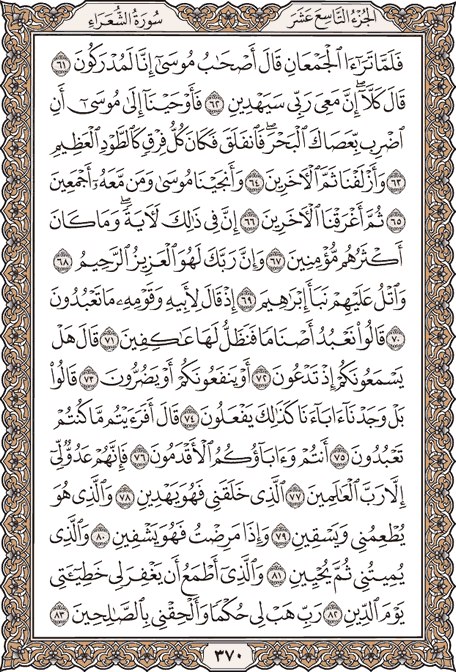 الجزء التاسع عشر سورة الشعراء
فَلَمَّا تَرَٰٓءَا ٱلْجَمْعَانِ قَالَ أَصْحَٰبُ مُوسَىٰٓ إِنَّا لَمُدْرَكُونَ ٦١
قَالَ كَلَّآ ۖ إِنَّ مَعِىَ رَبِّى سَيَهْدِينِ ٦٢ فَأَوْحَيْنَآ إِلَىٰ مُوسَىٰٓ أَنِ
ٱضْرِب بِّعَصَاكَ ٱلْبَحْرَ ۖ فَٱنفَلَقَ فَكَانَ كُلُّ فِرْقٍ كَٱلطَّوْدِ ٱلْعَظِيمِ
٦٣ وَأَزْلَفْنَا ثَمَّ ٱلْءَاخَرِينَ ٦٤ وَأَنجَيْنَا مُوسَىٰ وَمَن مَّعَهُۥٓ أَجْمَعِينَ
٦٥ ثُمَّ أَغْرَقْنَا ٱلْءَاخَرِينَ ٦٦ إِنَّ فِى ذَٰلِكَ لَءَايَةً ۖ وَمَا كَانَ
أَكْثَرُهُم مُّؤْمِنِينَ ٦٧ وَإِنَّ رَبَّكَ لَهُوَ ٱلْعَزِيزُ ٱلرَّحِيمُ ٦٨
وَٱتْلُ عَلَيْهِمْ نَبَأَ إِبْرَٰهِيمَ ٦٩ إِذْ قَالَ لِأَبِيهِ وَقَوْمِهِۦ مَا تَعْبُدُونَ
٧٠ قَالُوا۟ نَعْبُدُ أَصْنَامًا فَنَظَلُّ لَهَا عَٰكِفِينَ ٧١ قَالَ هَلْ
يَسْمَعُونَكُمْ إِذْ تَدْعُونَ ٧٢ أَوْ يَنفَعُونَكُمْ أَوْ يَضُرُّونَ ٧٣ قَالُوا۟
بَلْ وَجَدْنَآ ءَابَآءَنَا كَذَٰلِكَ يَفْعَلُونَ ٧٤ قَالَ أَفَرَءَيْتُم مَّا كُنتُمْ
تَعْبُدُونَ ٧٥ أَنتُمْ وَءَابَآؤُكُمُ ٱلْأَقْدَمُونَ ٧٦ فَإِنَّهُمْ عَدُوٌّ لِّىٓ
إِلَّا رَبَّ ٱلْعَٰلَمِينَ ٧٧ ٱلَّذِى خَلَقَنِى فَهُوَ يَهْدِينِ ٧٨ وَٱلَّذِى هُوَ
يُطْعِمُنِى وَيَسْقِينِ ٧٩ وَإِذَا مَرِضْتُ فَهُوَ يَشْفِينِ ٨٠ وَٱلَّذِى
يُمِيتُنِى ثُمَّ يُحْيِينِ ٨١ وَٱلَّذِىٓ أَطْمَعُ أَن يَغْفِرَ لِى خَطِيٓـَٔتِى
يَوْمَ ٱلدِّينِ ٨٢ رَبِّ هَبْ لِى حُكْمًا وَأَلْحِقْنِى بِٱلصَّٰلِحِينَ ٨٣
٣٧٠